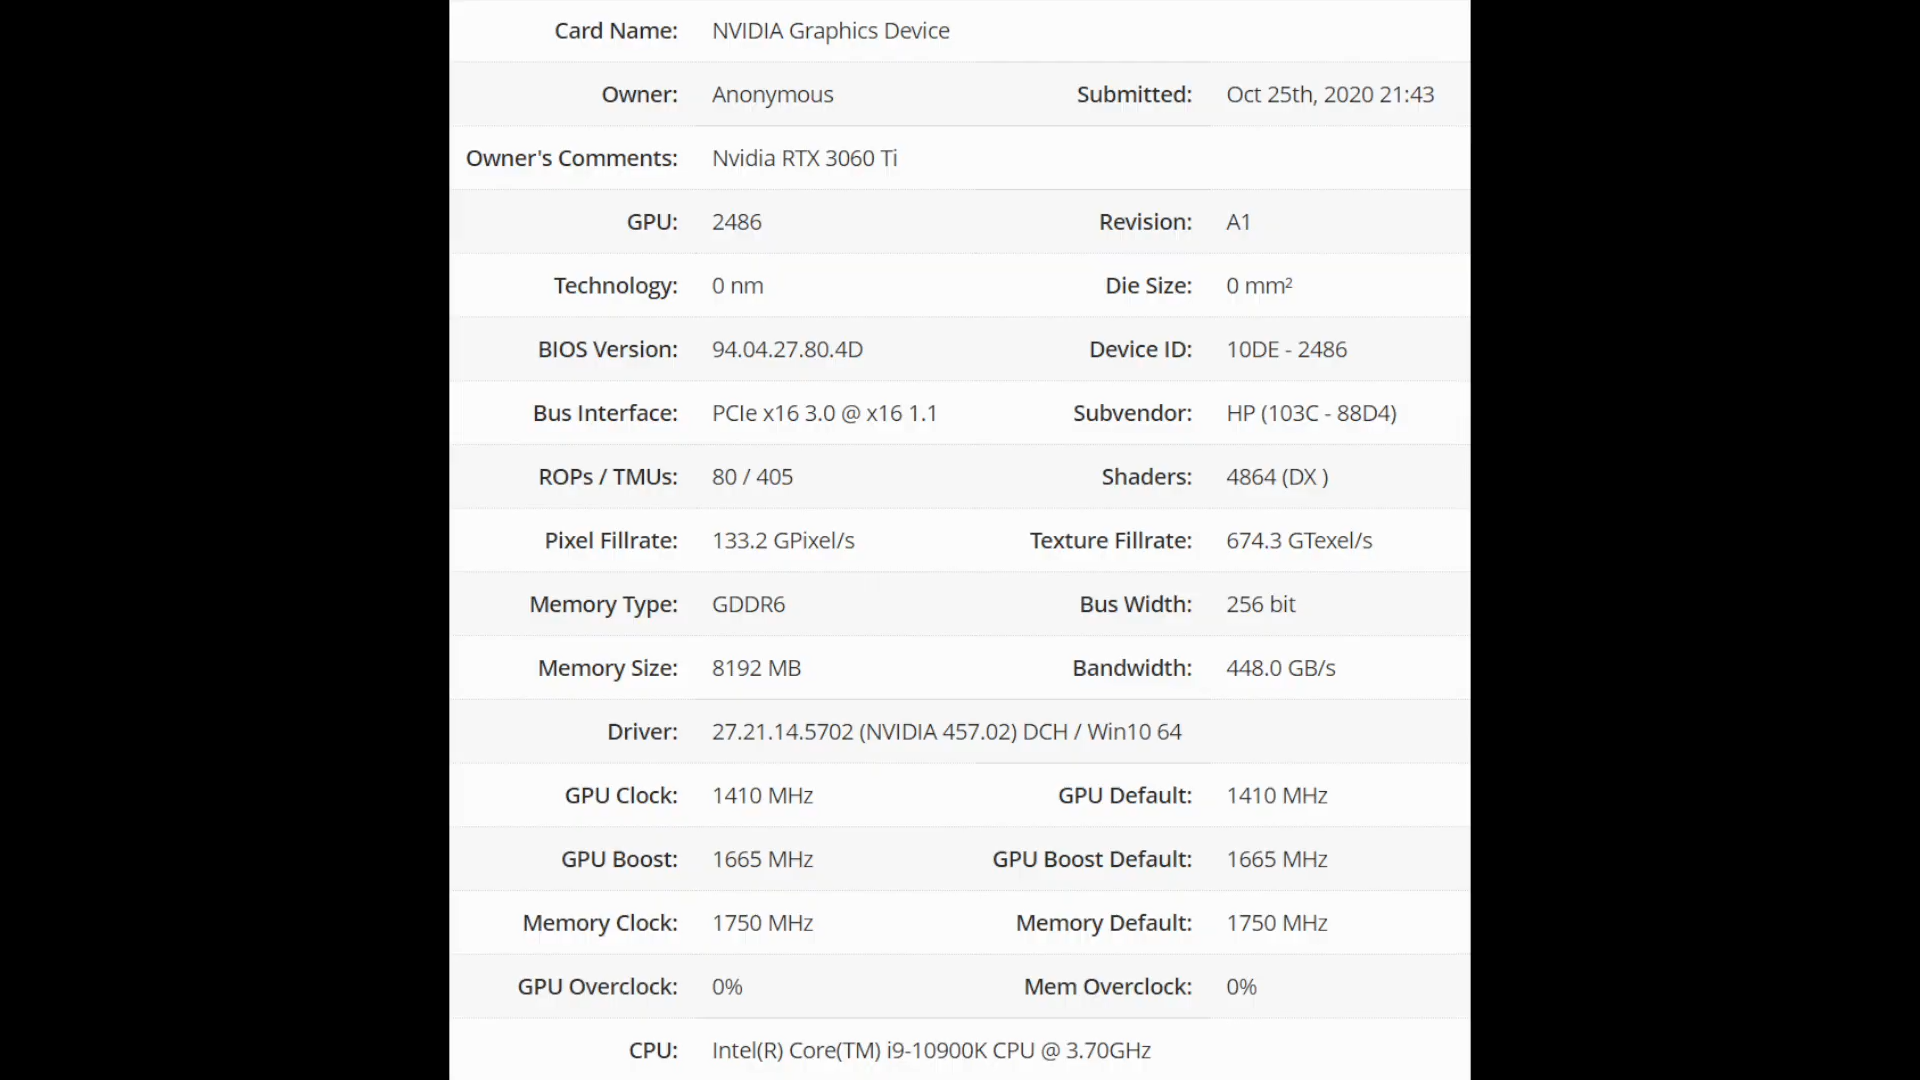 Card Name: NVIDIA Graphics Device
Owner: Anonymous Submitted: Oct 25th, 2020 21:43
Owner's Comments: Nvidia RTX 3060 Ti
GPU: 2486 Revision: A1
Technology: 0 nm Die Size: 0 mm²
BIOS Version: 94.04.27.80.4D Device ID: 10DE - 2486
Bus Interface: PCIe x16 3.0 @ x16 1.1 Subvendor: HP (103C - 88D4)
ROPs / TMUs: 80 / 405 Shaders: 4864 (DX )
Pixel Fillrate: 133.2 GPixel/s Texture Fillrate: 674.3 GTexel/s
Memory Type: GDDR6 Bus Width: 256 bit
Memory Size: 8192 MB Bandwidth: 448.0 GB/s
Driver: 27.21.14.5702 (NVIDIA 457.02) DCH / Win10 64
GPU Clock: 1410 MHz GPU Default: 1410 MHz
GPU Boost: 1665 MHz GPU Boost Default: 1665 MHz
Memory Clock: 1750 MHz Memory Default: 1750 MHz
GPU Overclock: 0% Mem Overclock: 0%
CPU: Intel(R) Core(TM) i9-10900K CPU @ 3.70GHz